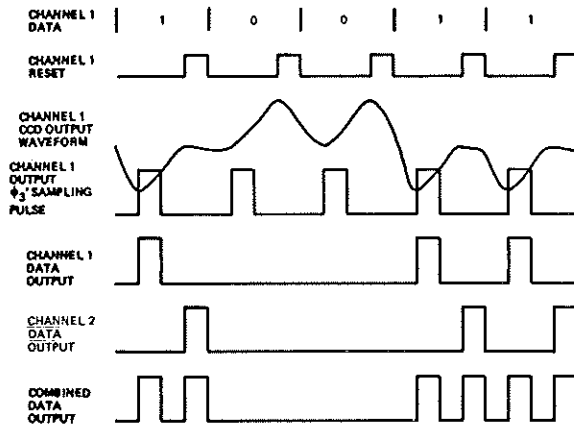 CHANNEL 1
DATA
1 0 0 1 1
CHANNEL 1
RESET
CHANNEL 1
CCD OUTPUT
WAVEFORM
CHANNEL 1
OUTPUT
ϕ3' SAMPLING
PULSE
CHANNEL 1
DATA
OUTPUT
CHANNEL 2
DATA
OUTPUT
COMBINED
DATA
OUTPUT